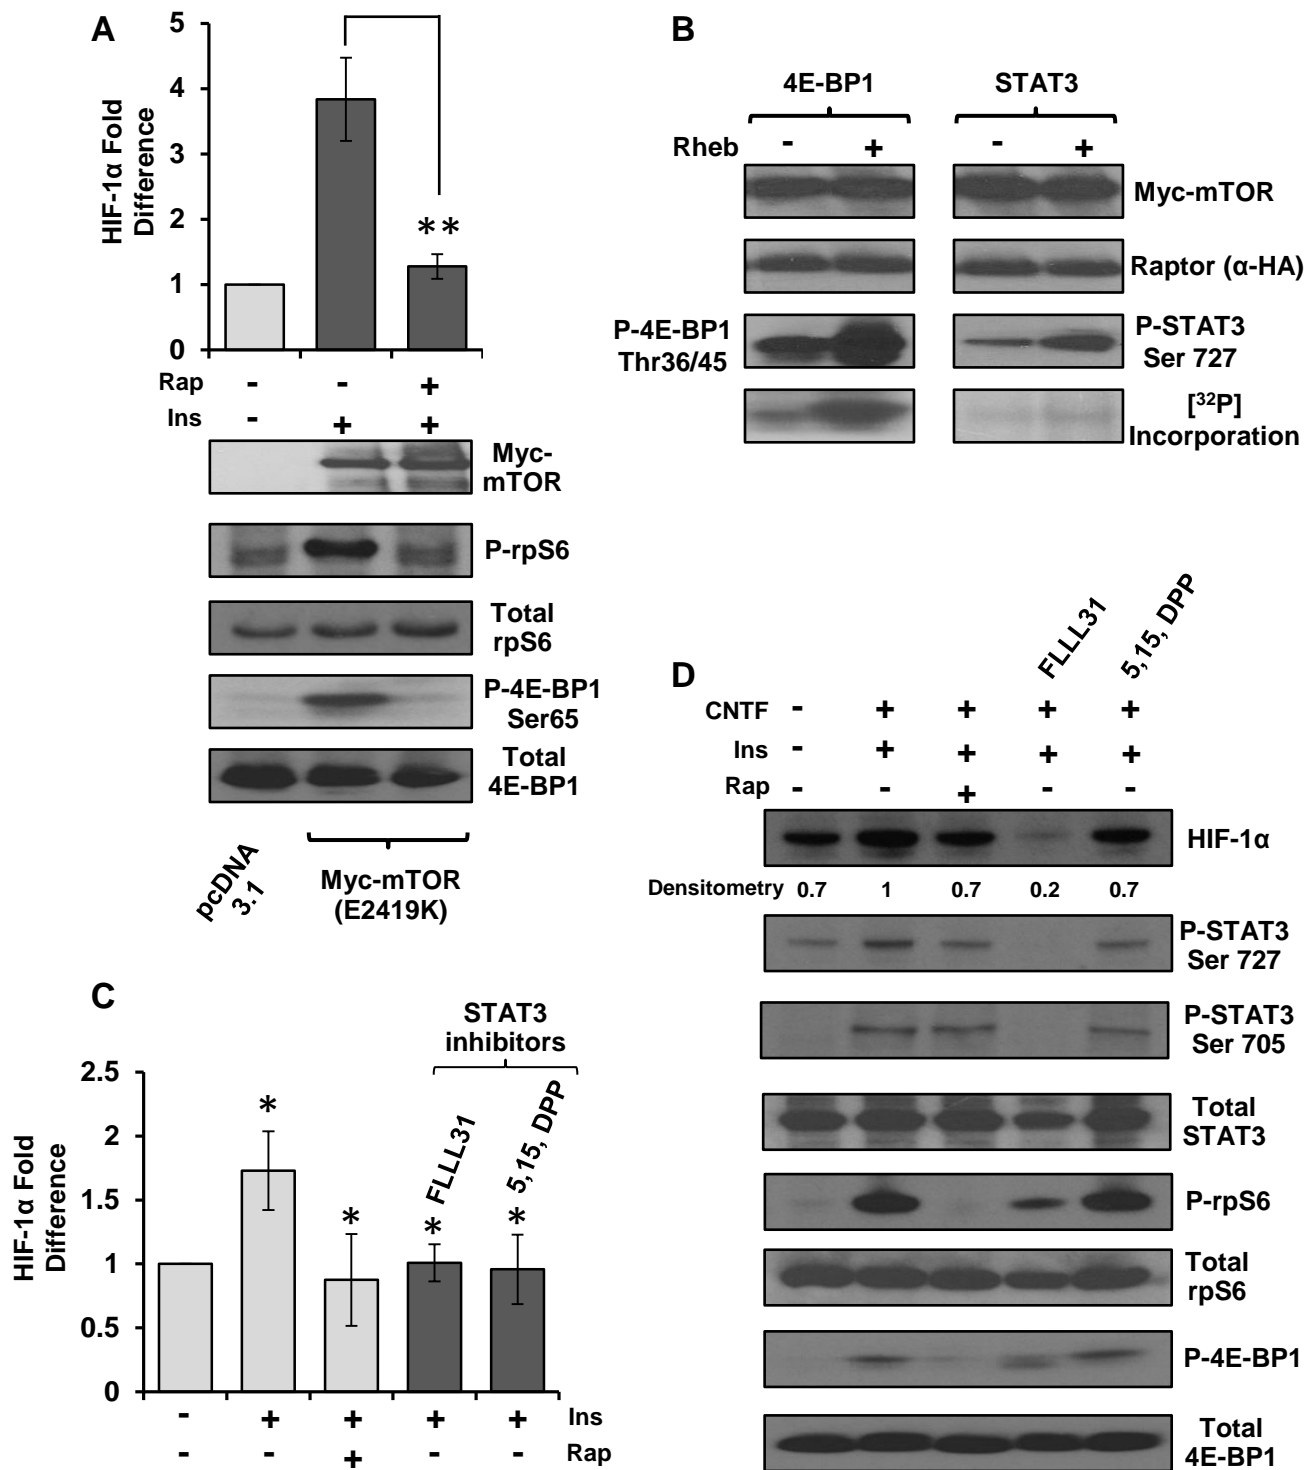 A
5
4
3
2
1
0
HIF-1α Fold
Difference
**
Rap - - +
Ins - + +
Myc-
mTOR
P-rpS6
Total
rpS6
P-4E-BP1
Ser65
Total
4E-BP1
pcDNA
3.1
Myc-mTOR
(E2419K)
B
4E-BP1 STAT3
Rheb - + - +
Myc-mTOR
Raptor (α-HA)
P-4E-BP1
Thr36/45
P-STAT3
Ser 727
[³²P]
Incorporation
C
STAT3
inhibitors
2.5
2
1.5
1
0.5
0
HIF-1α Fold
Difference
* * * *
FLLL31
5,15, DPP
- + + + + Ins
- - + - - Rap
D
FLLL31
5,15, DPP
CNTF - + + + +
Ins - + + + +
Rap - - + - -
HIF-1α
Densitometry 0.7 1 0.7 0.2 0.7
P-STAT3
Ser 727
P-STAT3
Ser 705
Total
STAT3
P-rpS6
Total
rpS6
P-4E-BP1
Total
4E-BP1